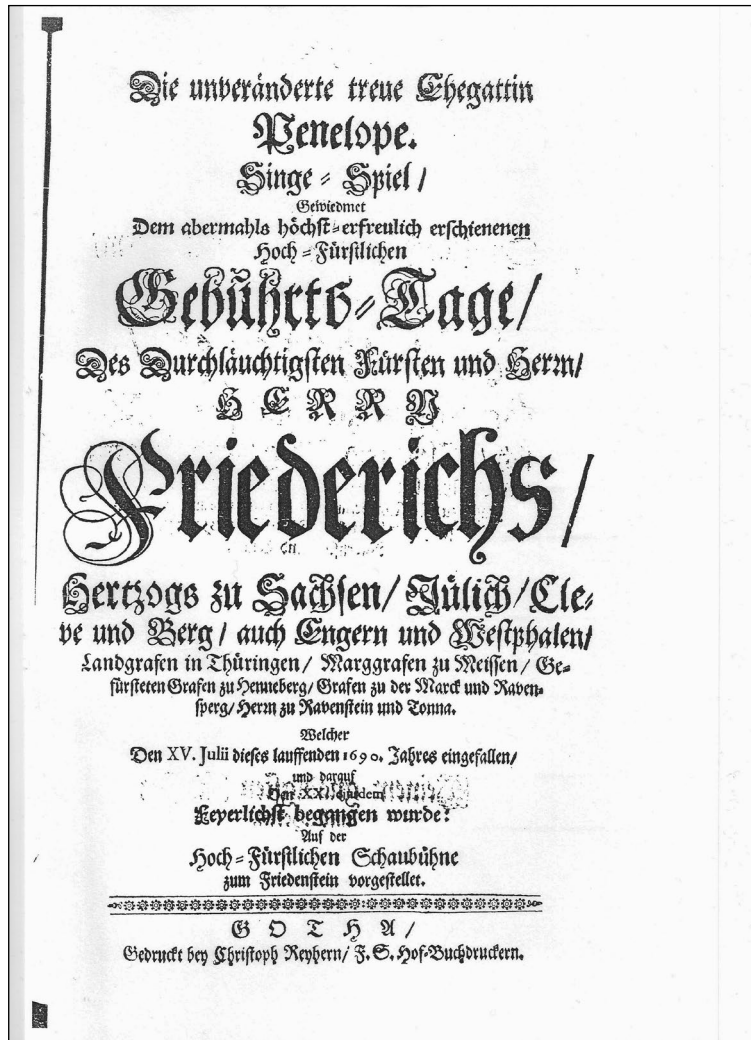 Die unveränderte treue Ehegattin
Penelope.
Singe = Spiel /
Gewiedmet
Dem abermahls höchst=erfreulich erschienenen
Hoch = Fürstlichen
Gebührts=Tage/
Des Durchläuchtigsten Fürsten und Herrn/
HERRN
Friederichs/
Hertzogs zu Sachsen/ Jülich/ Cle=
ve und Berg/ auch Engern und Westphalen/
Landgrafen in Thüringen/ Marggrafen zu Meissen/ Ge=
fürsteten Grafen zu Henneberg/ Grafen zu der Marck und Raven=
sperg/ Herrn zu Ravenstein und Tonna.
Welcher
Den XV. Julii dieses lauffenden 1690. Jahres eingefallen/
und darauf
Den
Feyerlichst begangen wurde:
Auf der
Hoch = Fürstlichen Schaubühne
zum Friedenstein vorgestellet.
GOTHA/
Gedruckt bey Christoph Reyhern/ F. S. Hof=Buchdruckern.